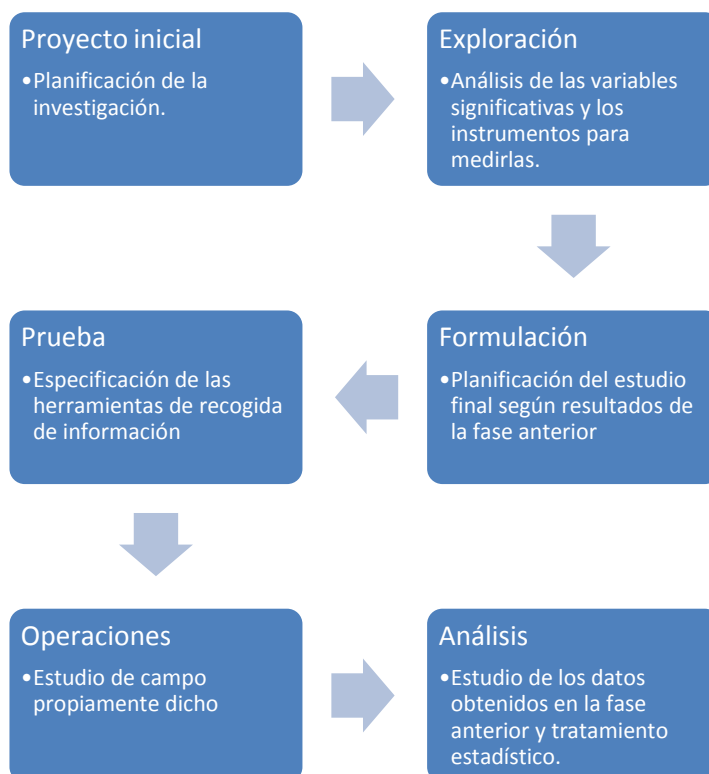 Proyecto inicial
•Planificación de la
investigación.
Exploración
•Análisis de las variables
significativas y los
instrumentos para
medirlas.
Formulación
•Planificación del estudio
final según resultados de
la fase anterior
Prueba
•Especificación de las
herramientas de recogida
de información
Operaciones
•Estudio de campo
propiamente dicho
Análisis
•Estudio de los datos
obtenidos en la fase
anterior y tratamiento
estadístico.